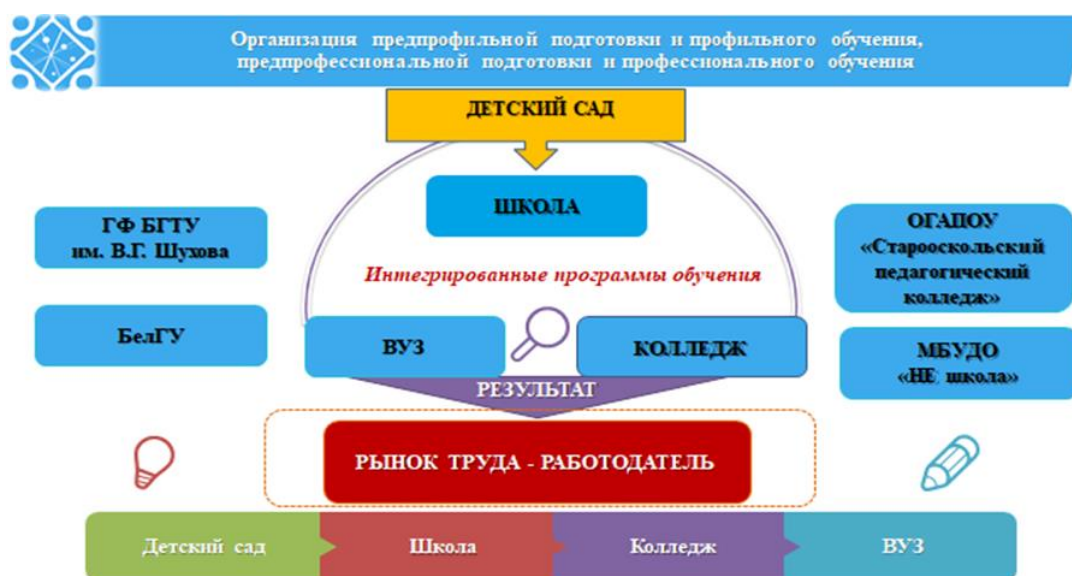 Организация предпрофильной подготовки и профильного обучения,
предпрофессиональной подготовки и профессионального обучения
ДЕТСКИЙ САД
ШКОЛА
ГФ БГТУ
им. В.Г. Шухова
ОГАПОУ
«Старооскольский
педагогический
колледж»
Интегрированные программы обучения
БелГУ
ВУЗ
КОЛЛЕДЖ
МБУДО
«НЕ школа»
РЕЗУЛЬТАТ
РЫНОК ТРУДА - РАБОТОДАТЕЛЬ
Детский сад
Школа
Колледж
ВУЗ